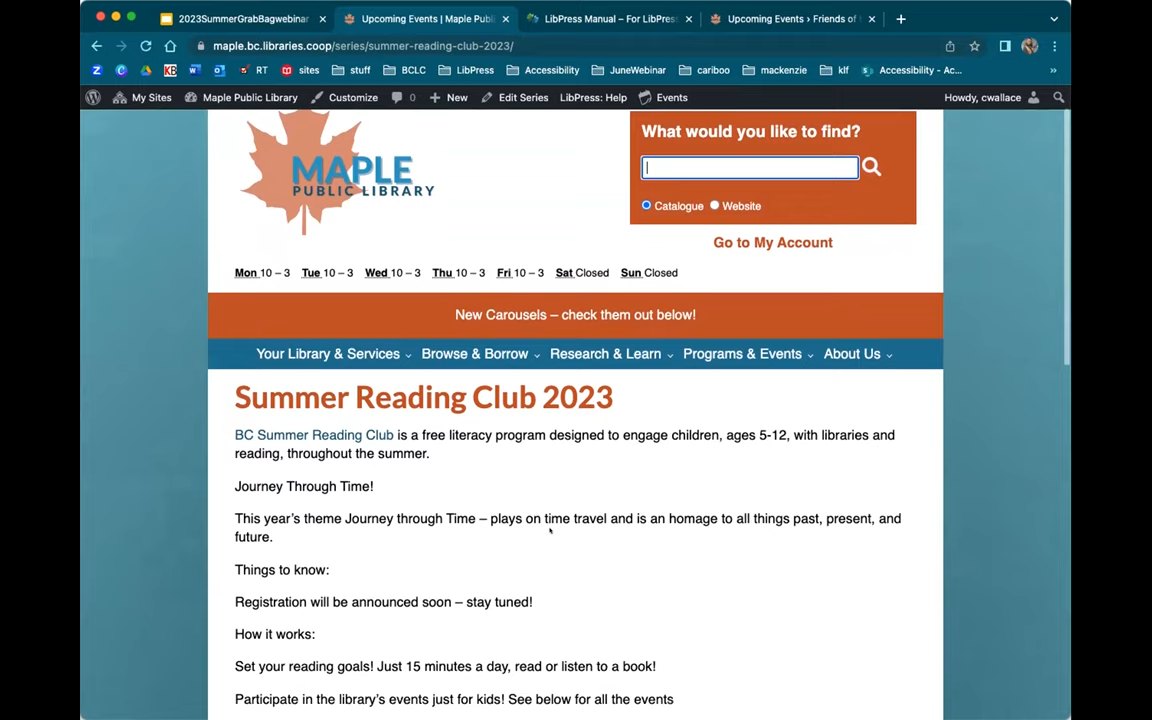 2023SummerGrabBagwebinar
Upcoming Events | Maple Publ
LibPress Manual – For LibPres
Upcoming Events › Friends of
maple.bc.libraries.coop/series/summer-reading-club-2023/
RT
sites
stuff
BCLC
LibPress
Accessibility
JuneWebinar
cariboo
mackenzie
klf
Accessibility - Ac...
My Sites
Maple Public Library
Customize
0
New
Edit Series
LibPress: Help
Events
Howdy, cwallace
MAPLE
PUBLIC LIBRARY
What would you like to find?
Catalogue
Website
Go to My Account
Mon 10 – 3 Tue 10 – 3 Wed 10 – 3 Thu 10 – 3 Fri 10 – 3 Sat Closed Sun Closed
New Carousels – check them out below!
Your Library & Services
Browse & Borrow
Research & Learn
Programs & Events
About Us
Summer Reading Club 2023
BC Summer Reading Club is a free literacy program designed to engage children, ages 5-12, with libraries and
reading, throughout the summer.
Journey Through Time!
This year's theme Journey through Time – plays on time travel and is an homage to all things past, present, and
future.
Things to know:
Registration will be announced soon – stay tuned!
How it works:
Set your reading goals! Just 15 minutes a day, read or listen to a book!
Participate in the library's events just for kids! See below for all the events